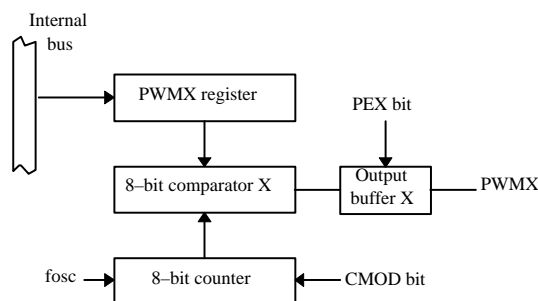 Internal
bus
PWMX register
PEX bit
8–bit comparator X
Output
buffer X
PWMX
fosc
8–bit counter
CMOD bit